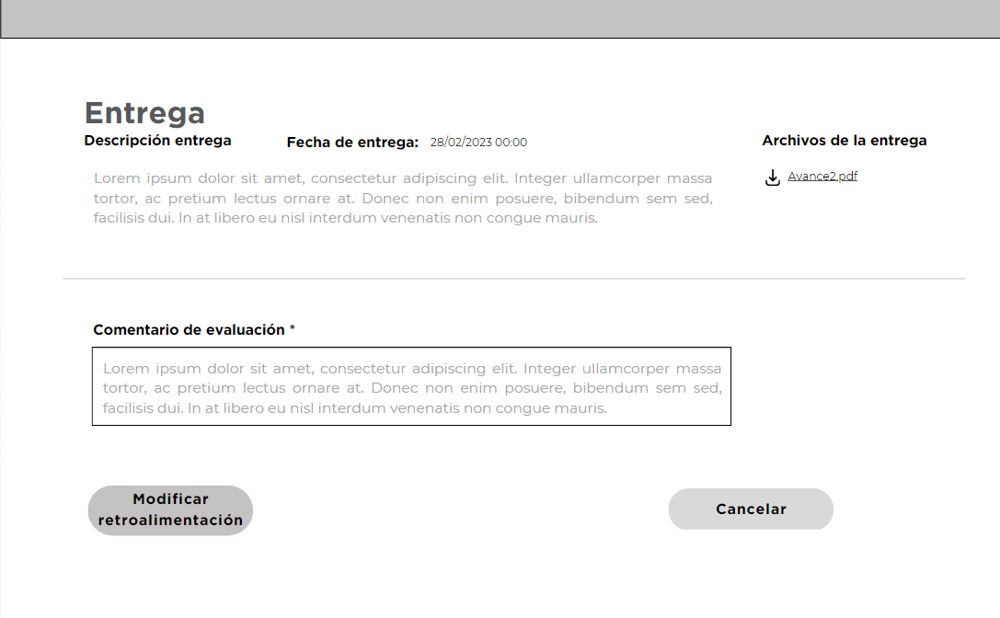 Entrega
Descripción entrega
Fecha de entrega: 28/02/2023 00:00
Archivos de la entrega
Lorem ipsum dolor sit amet, consectetur adipiscing elit. Integer ullamcorper massa
tortor, ac pretium lectus ornare at. Donec non enim posuere, bibendum sem sed,
facilisis dui. In at libero eu nisl interdum venenatis non congue mauris.
Avance2.pdf
Comentario de evaluación *
Lorem ipsum dolor sit amet, consectetur adipiscing elit. Integer ullamcorper massa
tortor, ac pretium lectus ornare at. Donec non enim posuere, bibendum sem sed,
facilisis dui. In at libero eu nisl interdum venenatis non congue mauris.
Modificar
retroalimentación
Cancelar